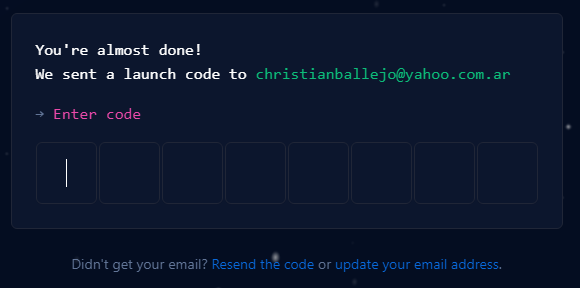 You're almost done!
We sent a launch code to christianballejo@yahoo.com.ar
→ Enter code
Didn't get your email? Resend the code or update your email address.